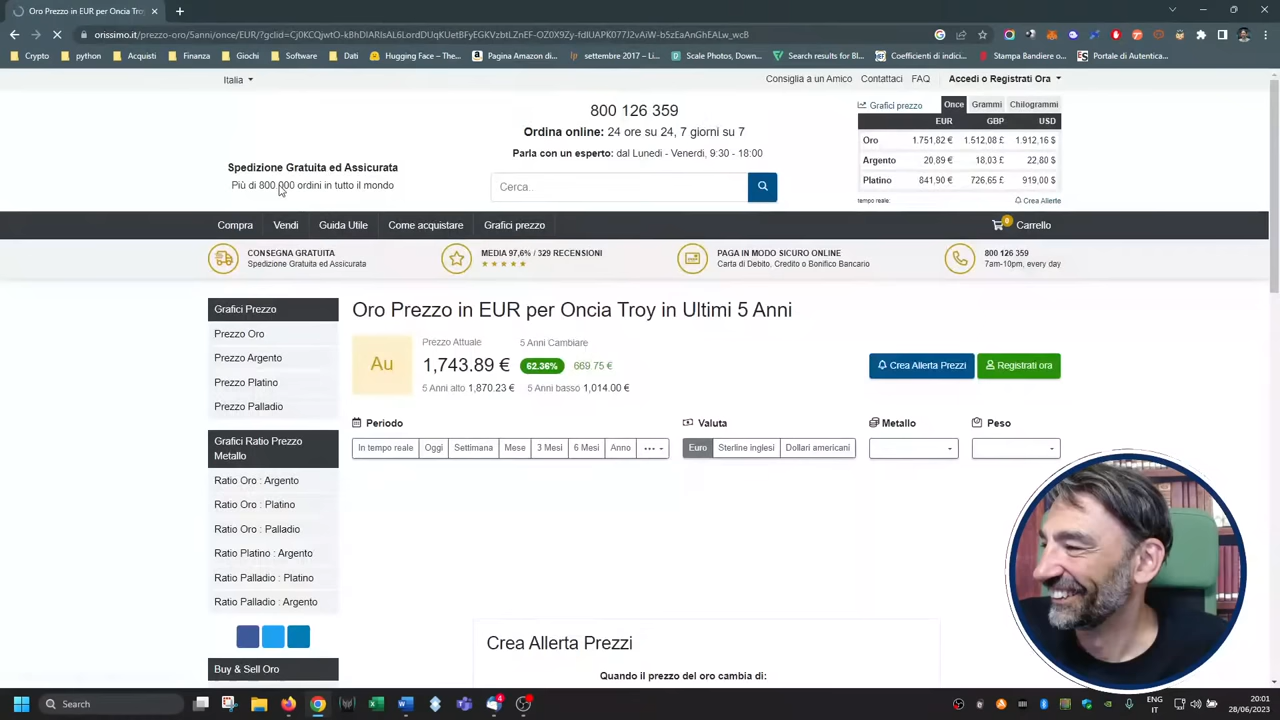 Oro Prezzo in EUR per Oncia Tro
orissimo.it/prezzo-oro/5anni/once/EUR/?gclid=Cj0KCQjwtO-kBhDIARIsAL6LordDUqKUetBfyEGKVzbtLZnEF-OZ0X9Zy-fdIUAPK077J2vAiW-b5zEaAnGhEALw_wcB
Crypto
python
Acquisti
Finanza
Giochi
Software
Dati
Hugging Face – The...
Pagina Amazon di...
settembre 2017 – Li...
Scale Photos, Down...
Search results for Bl...
Coefficienti di indici...
Stampa Bandiere o...
Portale di Autentica...
Italia
Consiglia a un Amico
Contattaci
FAQ
Accedi o Registrati Ora
Spedizione Gratuita ed Assicurata
Più di 800.000 ordini in tutto il mondo
800 126 359
Ordina online: 24 ore su 24, 7 giorni su 7
Parla con un esperto: dal Lunedì - Venerdì, 9:30 - 18:00
Cerca..
Grafici prezzo
Once
Grammi
Chilogrammi
EUR GBP USD
Oro 1.751,82 € 1.512,08 £ 1.912,16 $
Argento 20,89 € 18,03 £ 22,80 $
Platino 841,90 € 726,65 £ 919,00 $
tempo reale:
Crea Allerte
Compra
Vendi
Guida Utile
Come acquistare
Grafici prezzo
0
Carrello
CONSEGNA GRATUITA
Spedizione Gratuita ed Assicurata
MEDIA 97,6% / 329 RECENSIONI
PAGA IN MODO SICURO ONLINE
Carta di Debito, Credito o Bonifico Bancario
800 126 359
7am-10pm, every day
Grafici Prezzo
Prezzo Oro
Prezzo Argento
Prezzo Platino
Prezzo Palladio
Grafici Ratio Prezzo
Metallo
Ratio Oro : Argento
Ratio Oro : Platino
Ratio Oro : Palladio
Ratio Platino : Argento
Ratio Palladio : Platino
Ratio Palladio : Argento
Buy & Sell Oro
Oro Prezzo in EUR per Oncia Troy in Ultimi 5 Anni
Au
Prezzo Attuale
1,743.89 €
5 Anni Cambiare
62.36%
669.75 €
5 Anni alto 1,870.23 €
5 Anni basso 1,014.00 €
Crea Allerta Prezzi
Registrati ora
Periodo
In tempo reale
Oggi
Settimana
Mese
3 Mesi
6 Mesi
Anno
Valuta
Euro
Sterline inglesi
Dollari americani
Metallo
Peso
Crea Allerta Prezzi
Quando il prezzo del oro cambia di:
Search
4
ENG
IT
20:01
28/06/2023